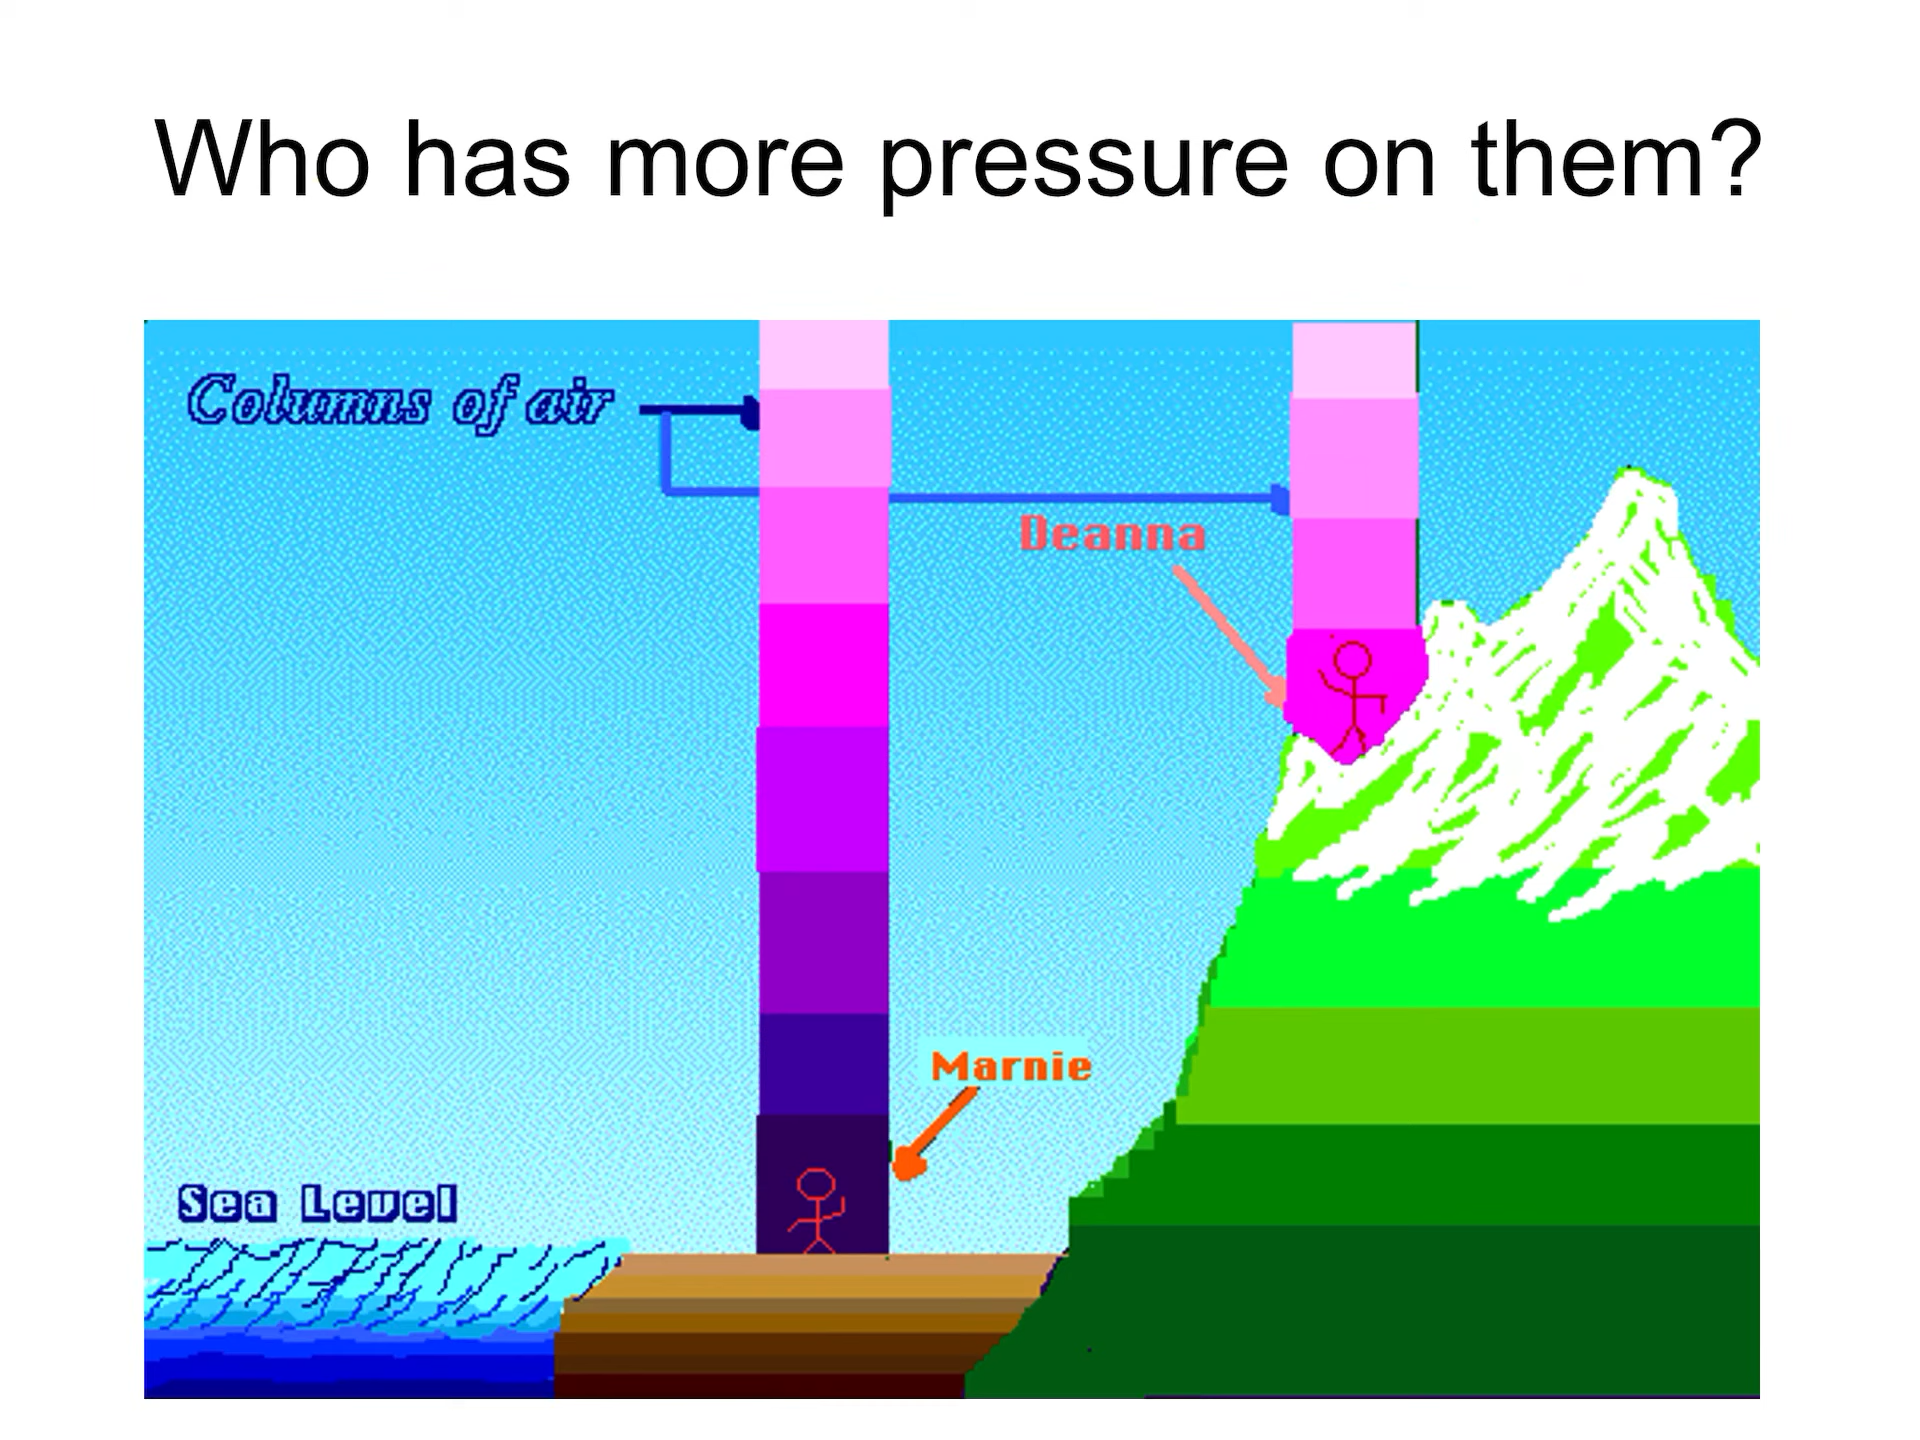 Who has more pressure on them?
Columns of air
Deanna
Marnie
Sea Level